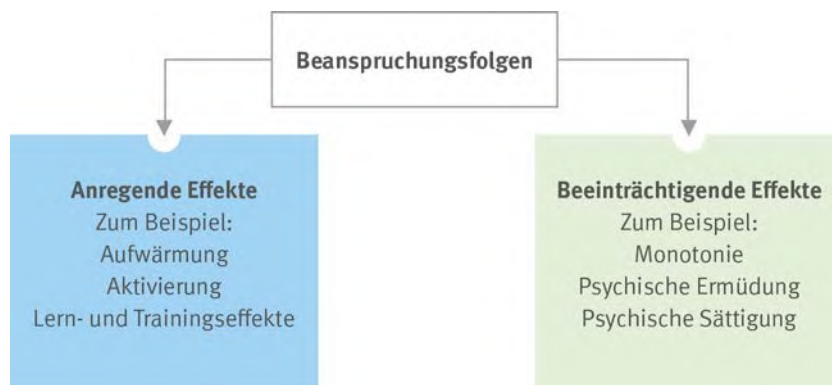 Beanspruchungsfolgen
Anregende Effekte
Zum Beispiel:
Aufwärmung
Aktivierung
Lern- und Trainingseffekte
Beeinträchtigende Effekte
Zum Beispiel:
Monotonie
Psychische Ermüdung
Psychische Sättigung